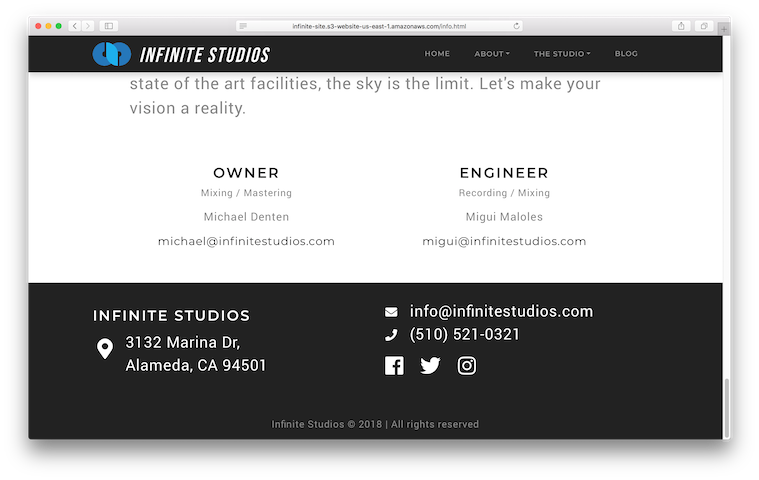 infinite-site.s3-website-us-east-1.amazonaws.com/info.html
INFINITE STUDIOS
HOME ABOUT THE STUDIO BLOG
state of the art facilities, the sky is the limit. Let's make your
vision a reality.
OWNER
Mixing / Mastering
Michael Denten
michael@infinitestudios.com
ENGINEER
Recording / Mixing
Migui Maloles
migui@infinitestudios.com
INFINITE STUDIOS
3132 Marina Dr,
Alameda, CA 94501
info@infinitestudios.com
(510) 521-0321
Infinite Studios © 2018 | All rights reserved